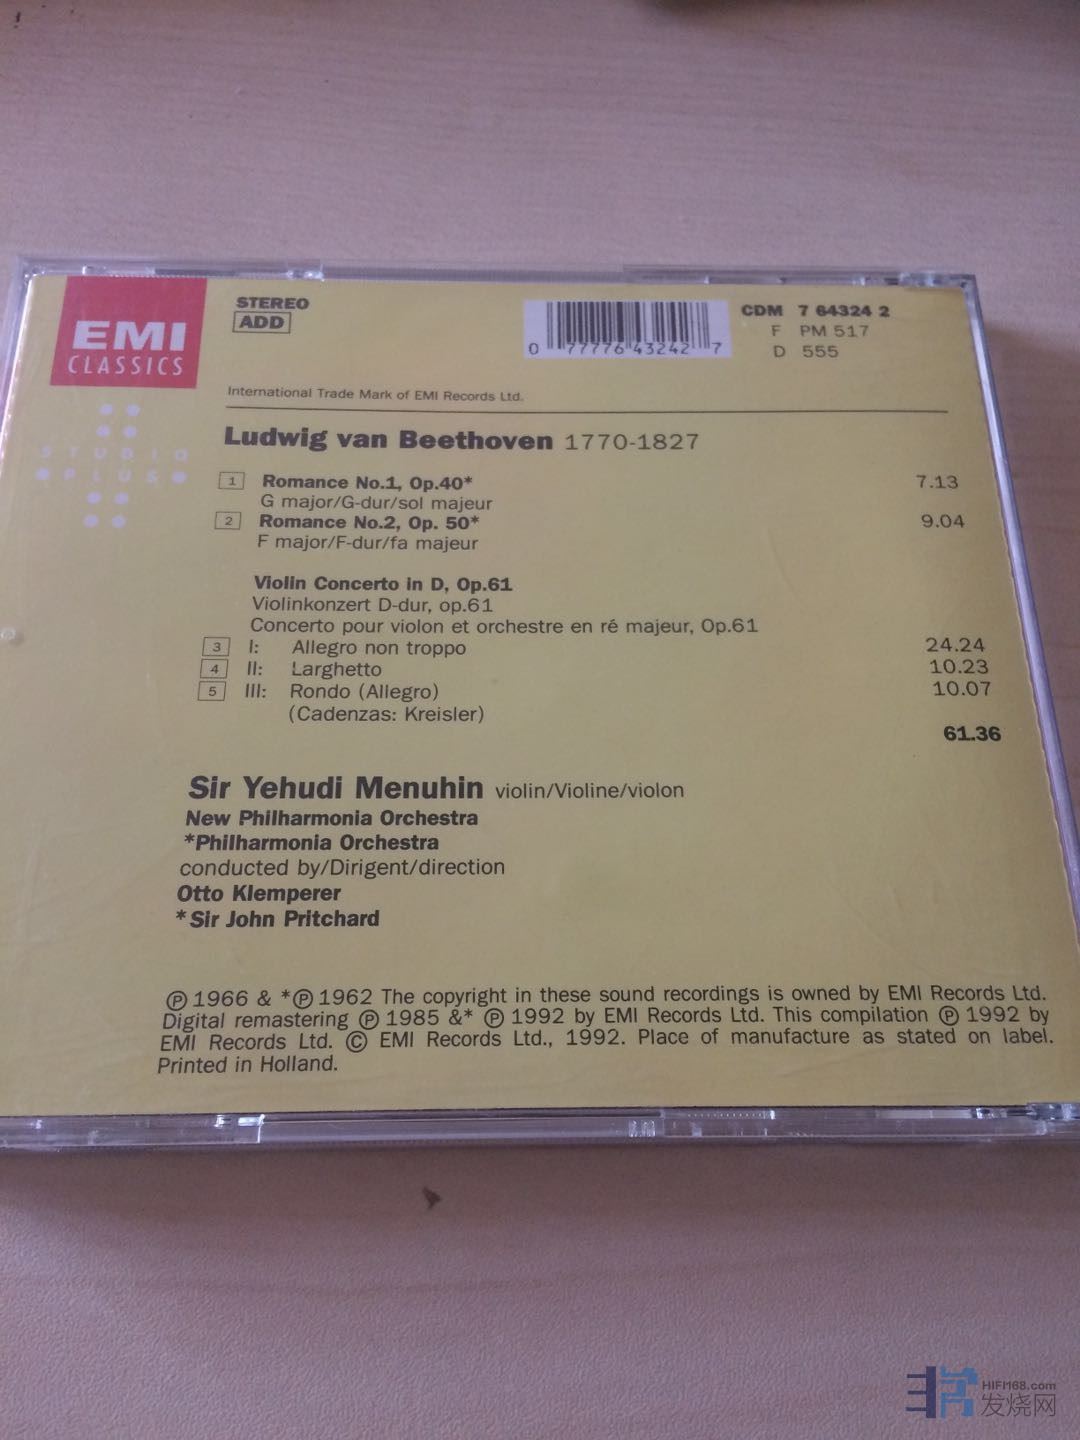 EMI
CLASSICS
STUDIO
PLUS
STEREO
ADD
0 77776 43242 7
CDM 7 64324 2
F PM 517
D 555
International Trade Mark of EMI Records Ltd.
Ludwig van Beethoven 1770-1827
1 Romance No.1, Op.40* 7.13
G major/G-dur/sol majeur
2 Romance No.2, Op. 50* 9.04
F major/F-dur/fa majeur
Violin Concerto in D, Op.61
Violinkonzert D-dur, op.61
Concerto pour violon et orchestre en ré majeur, Op.61
3 I: Allegro non troppo 24.24
4 II: Larghetto 10.23
5 III: Rondo (Allegro) 10.07
(Cadenzas: Kreisler)
61.36
Sir Yehudi Menuhin violin/Violine/violon
New Philharmonia Orchestra
*Philharmonia Orchestra
conducted by/Dirigent/direction
Otto Klemperer
*Sir John Pritchard
℗ 1966 & *℗ 1962 The copyright in these sound recordings is owned by EMI Records Ltd.
Digital remastering ℗ 1985 &* ℗ 1992 by EMI Records Ltd. This compilation ℗ 1992 by
EMI Records Ltd. © EMI Records Ltd., 1992. Place of manufacture as stated on label.
Printed in Holland.
HIFI168.com
发烧网